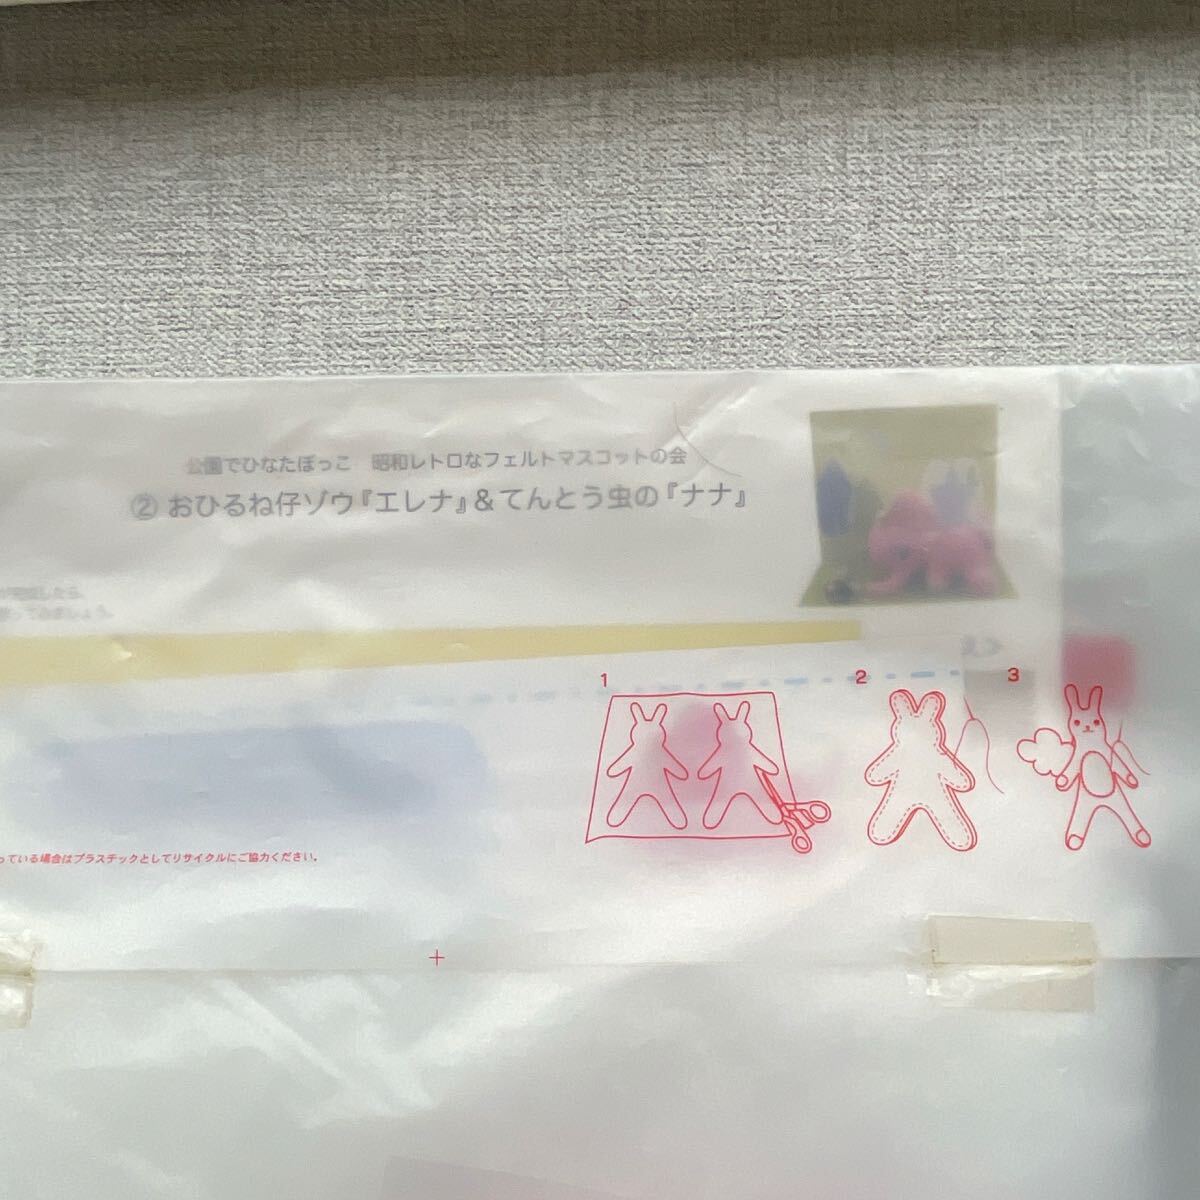 公園でひなたぼっこ 昭和レトロなフェルトマスコットの会
② おひるね仔ゾウ『エレナ』&てんとう虫の『ナナ』
1
2
3
っている場合はプラスチックとしてリサイクルにご協力ください。